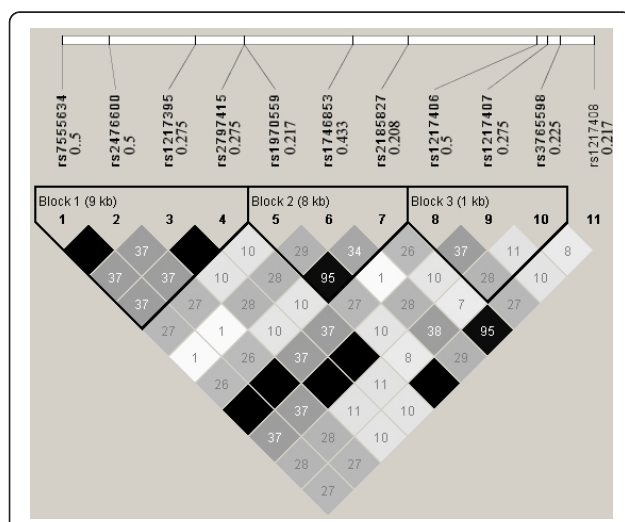 rs7555634
0..5
rs2476600
0.5
rs1217395
0.275
rs2797415
0.275
rs1970559
0.217
rs1746853
0.433
rs2185827
0.208
rs1217406
0.5
rs1217407
0.275
rs3765598
0.225
rs1217408
0.217
Block 1 (9 kb) Block 2 (8 kb) Block 3 (1 kb)
1 2 3 4 5 6 7 8 9 10 11
37 10 29 34 26 37 11 8
37 37 10 28 95 1 10 28 10
37 27 28 10 27 28 7 27
27 1 10 37 10 38 95
1 26 37 8 29
26 11
37 11 10
37 28 10
28 27
27